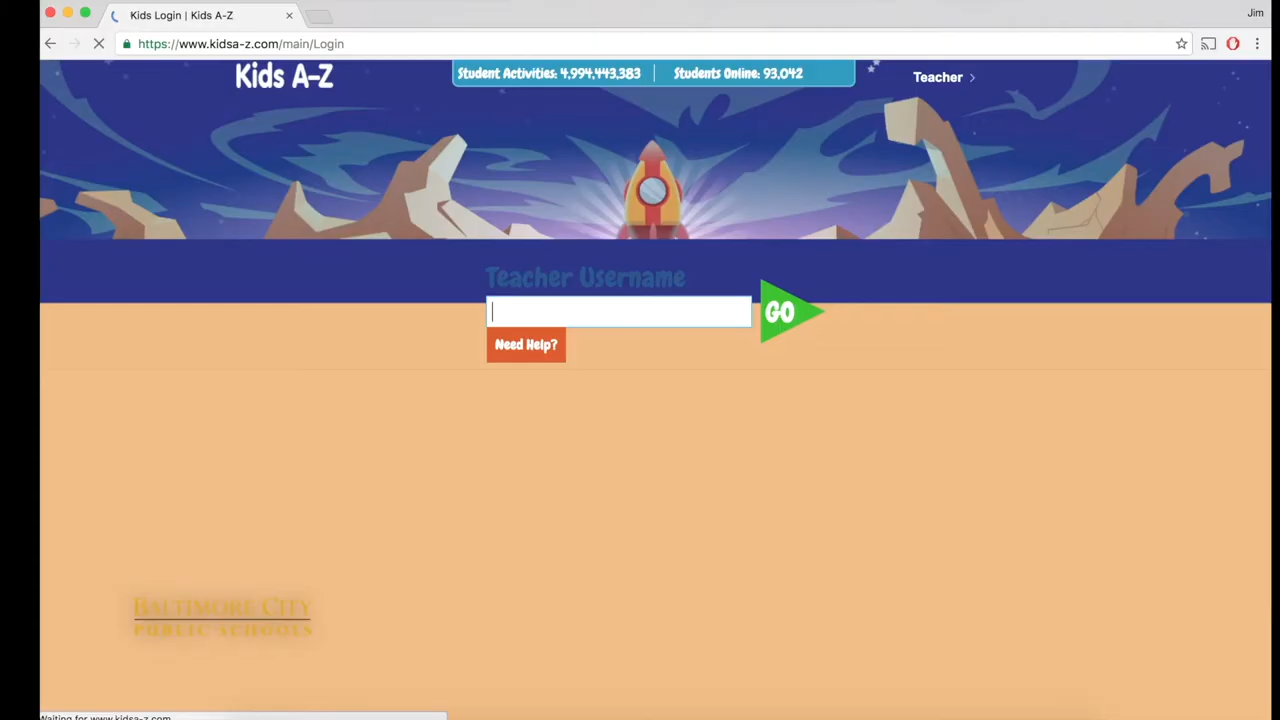 Kids Login | Kids A-Z
Jim
https://www.kidsa-z.com/main/Login
Kids A-Z
Student Activities: 4,994,443,383
Students Online: 93,042
Teacher
Teacher Username
GO
Need Help?
BALTIMORE CITY
PUBLIC SCHOOLS
Waiting for www.kidsa-z.com